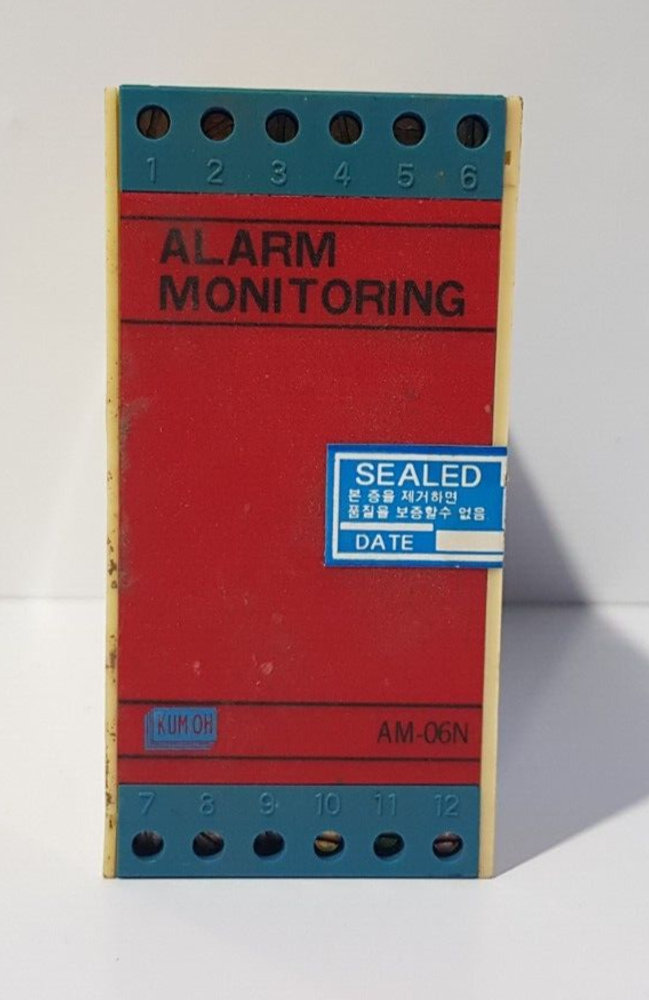 1 2 3 4 5 6
ALARM
MONITORING
SEALED
본 증을 제거하면
품질을 보증할수 없음
DATE
KUM OH
AM-06N
7 8 9 10 11 12